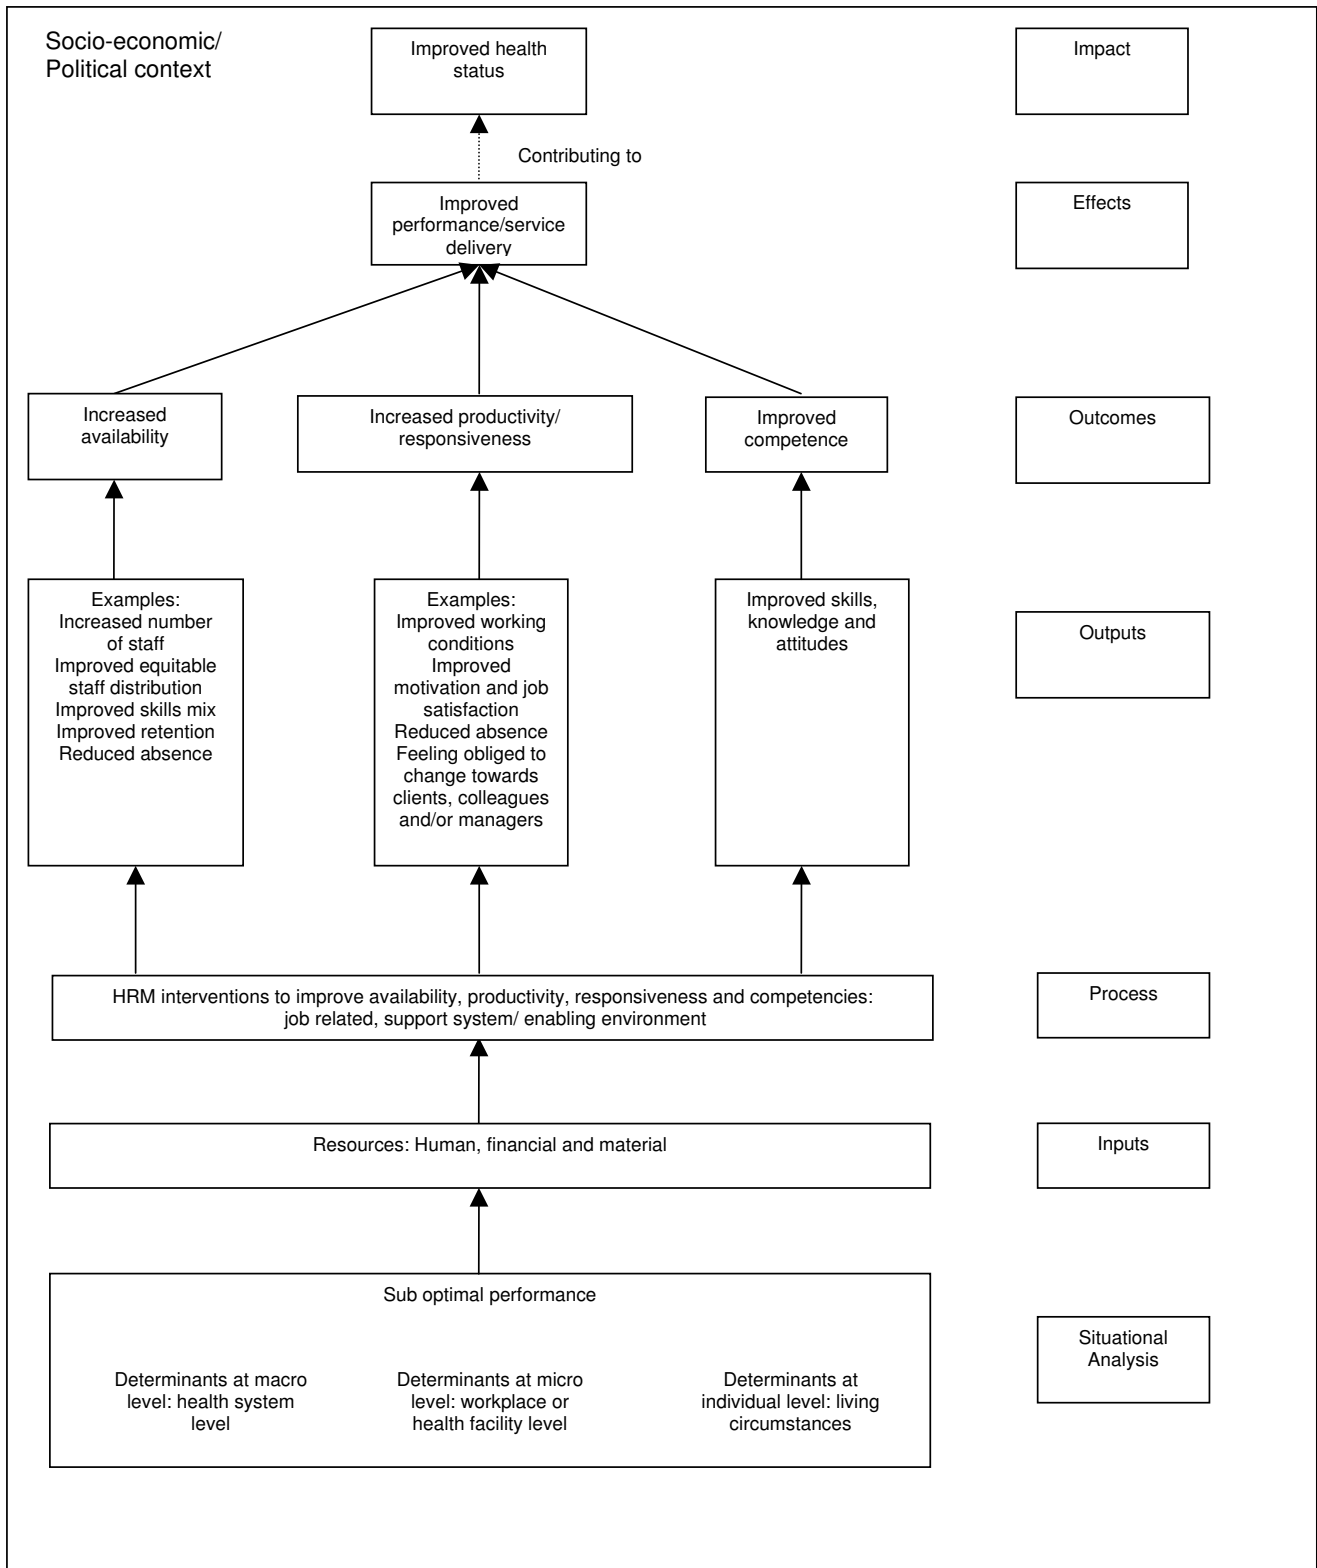 Socio-economic/
Political context
Improved health
status
Impact
Contributing to
Improved
performance/service
delivery
Effects
Increased
availability
Increased productivity/
responsiveness
Improved
competence
Outcomes
Examples:
Increased number
of staff
Improved equitable
staff distribution
Improved skills mix
Improved retention
Reduced absence
Examples:
Improved working
conditions
Improved
motivation and job
satisfaction
Reduced absence
Feeling obliged to
change towards
clients, colleagues
and/or managers
Improved skills,
knowledge and
attitudes
Outputs
HRM interventions to improve availability, productivity, responsiveness and competencies:
job related, support system/ enabling environment
Process
Resources: Human, financial and material
Inputs
Sub optimal performance
Determinants at macro
level: health system
level
Determinants at micro
level: workplace or
health facility level
Determinants at
individual level: living
circumstances
Situational
Analysis